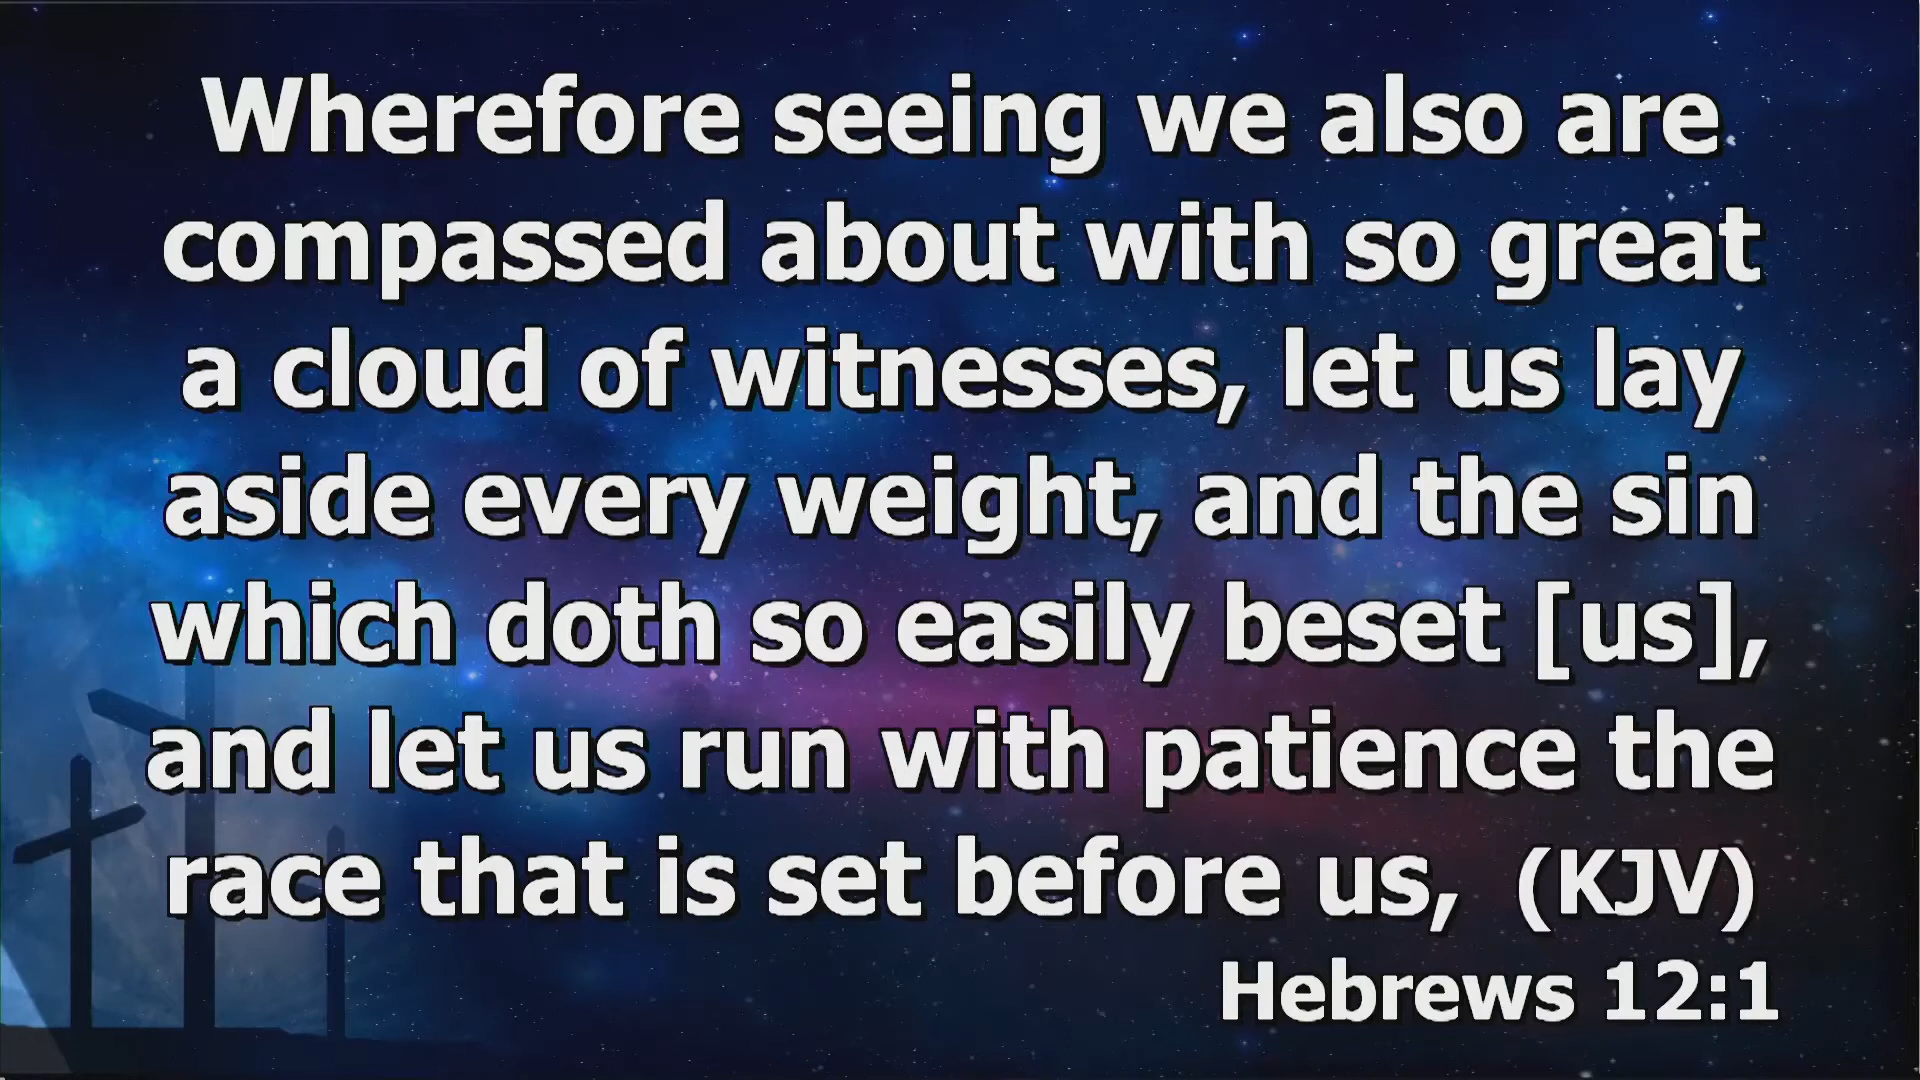 Wherefore seeing we also are
compassed about with so great
a cloud of witnesses, let us lay
aside every weight, and the sin
which doth so easily beset [us],
and let us run with patience the
race that is set before us,  (KJV)
Hebrews 12:1